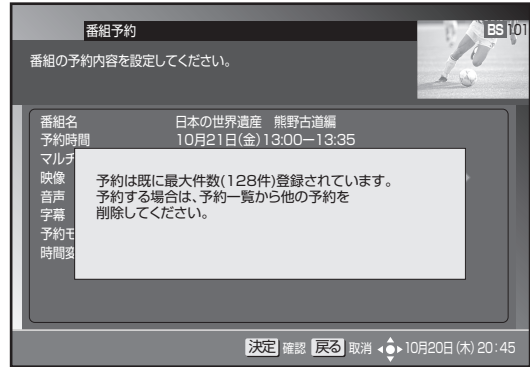 番組予約
BS 101
番組の予約内容を設定してください。
番組名 日本の世界遺産 熊野古道編
予約時間 10月21日(金)13:00ー13:35
マルチ
映像
音声
字幕
予約モ
時間変
予約は既に最大件数(128件)登録されています。
予約する場合は、予約一覧から他の予約を
削除してください。
決定 確認 戻る 取消 10月20日(木)20:45